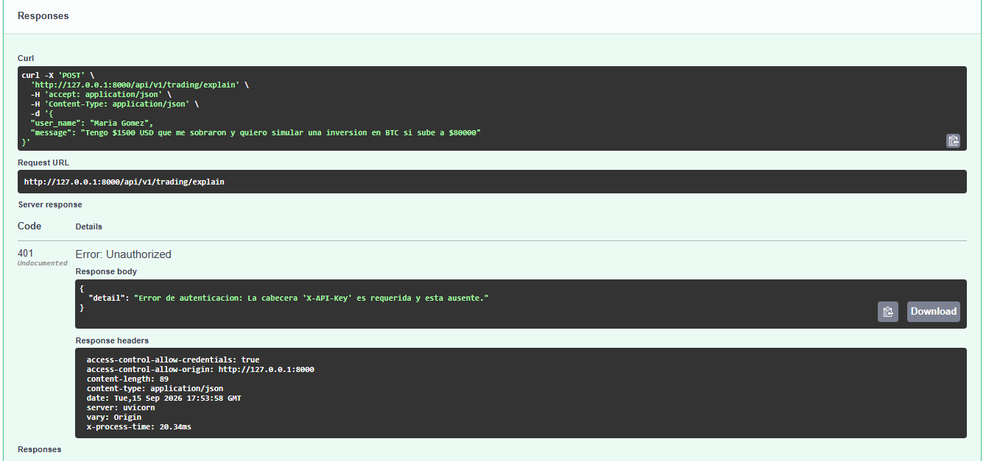 Responses
Curl
curl -X 'POST' \
'http://127.0.0.1:8000/api/v1/trading/explain' \
-H 'accept: application/json' \
-H 'Content-Type: application/json' \
-d '{
"user_name": "Maria Gomez",
"message": "Tengo $1500 USD que me sobraron y quiero simular una inversion en BTC si sube a $80000"
}'
Request URL
http://127.0.0.1:8000/api/v1/trading/explain
Server response
Code Details
401 Error: Unauthorized
Undocumented
Response body
{
"detail": "Error de autenticacion: La cabecera 'X-API-Key' es requerida y esta ausente."
}
Download
Response headers
access-control-allow-credentials: true
access-control-allow-origin: http://127.0.0.1:8000
content-length: 89
content-type: application/json
date: Tue,15 Sep 2026 17:53:58 GMT
server: uvicorn
vary: Origin
x-process-time: 20.34ms
Responses